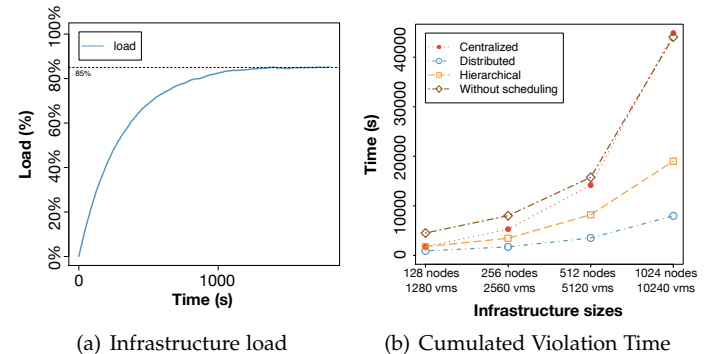 load
85%
0%
20%
40%
60%
80%
100%
Load (%)
0
1000
Time (s)
(a) Infrastructure load
Centralized
Distributed
Hierarchical
Without scheduling
0
10000
20000
30000
40000
Time (s)
128 nodes
1280 vms
256 nodes
2560 vms
512 nodes
5120 vms
1024 nodes
10240 vms
Infrastructure sizes
(b) Cumulated Violation Time